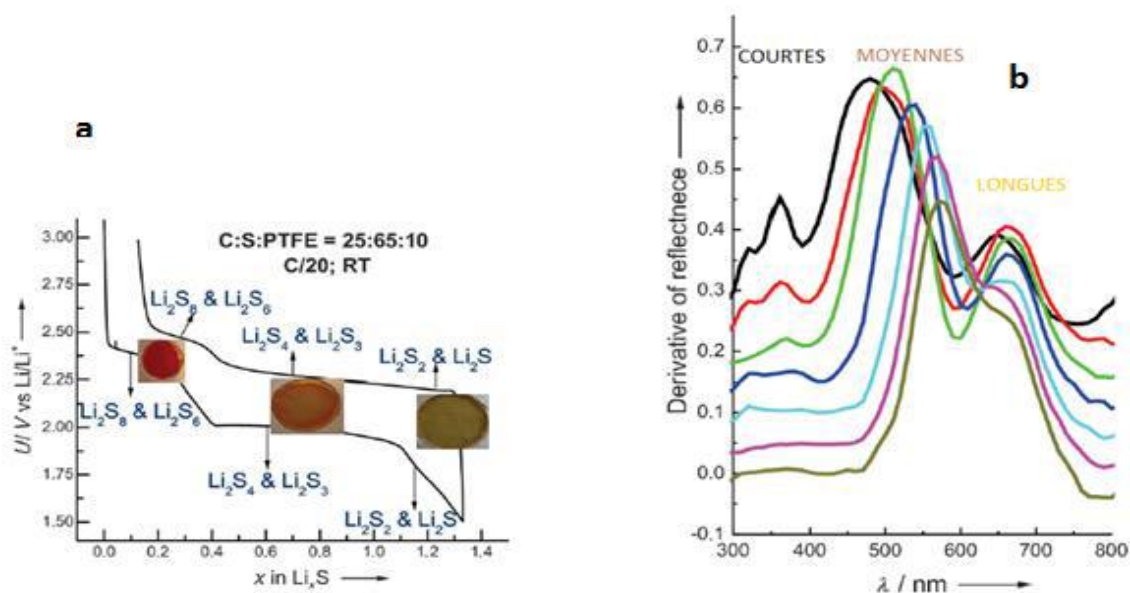 a
C:S:PTFE = 25:65:10
C/20; RT
3.00
2.75
2.50
2.25
2.00
1.75
1.50
U/ V vs Li/Li⁺
Li₂S₈ & Li₂S₆
Li₂S₄ & Li₂S₃
Li₂S₂ & Li₂S
Li₂S₈ & Li₂S₆
Li₂S₄ & Li₂S₃
Li₂S₂ & Li₂S
0.0 0.2 0.4 0.6 0.8 1.0 1.2 1.4
x in LiₓS
b
COURTES MOYENNES
LONGUES
0.7
0.6
0.5
0.4
0.3
0.2
0.1
0.0
-0.1
Derivative of reflectnece
300 400 500 600 700 800
λ / nm